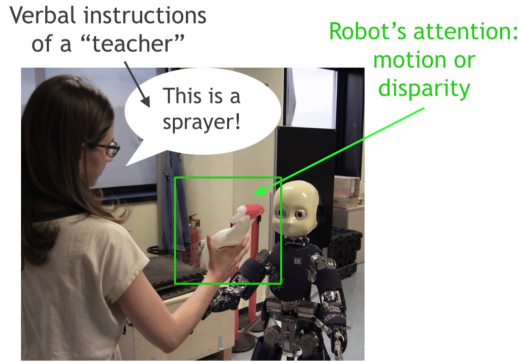 Verbal instructions
of a “teacher”
This is a
sprayer!
Robot’s attention:
motion or
disparity